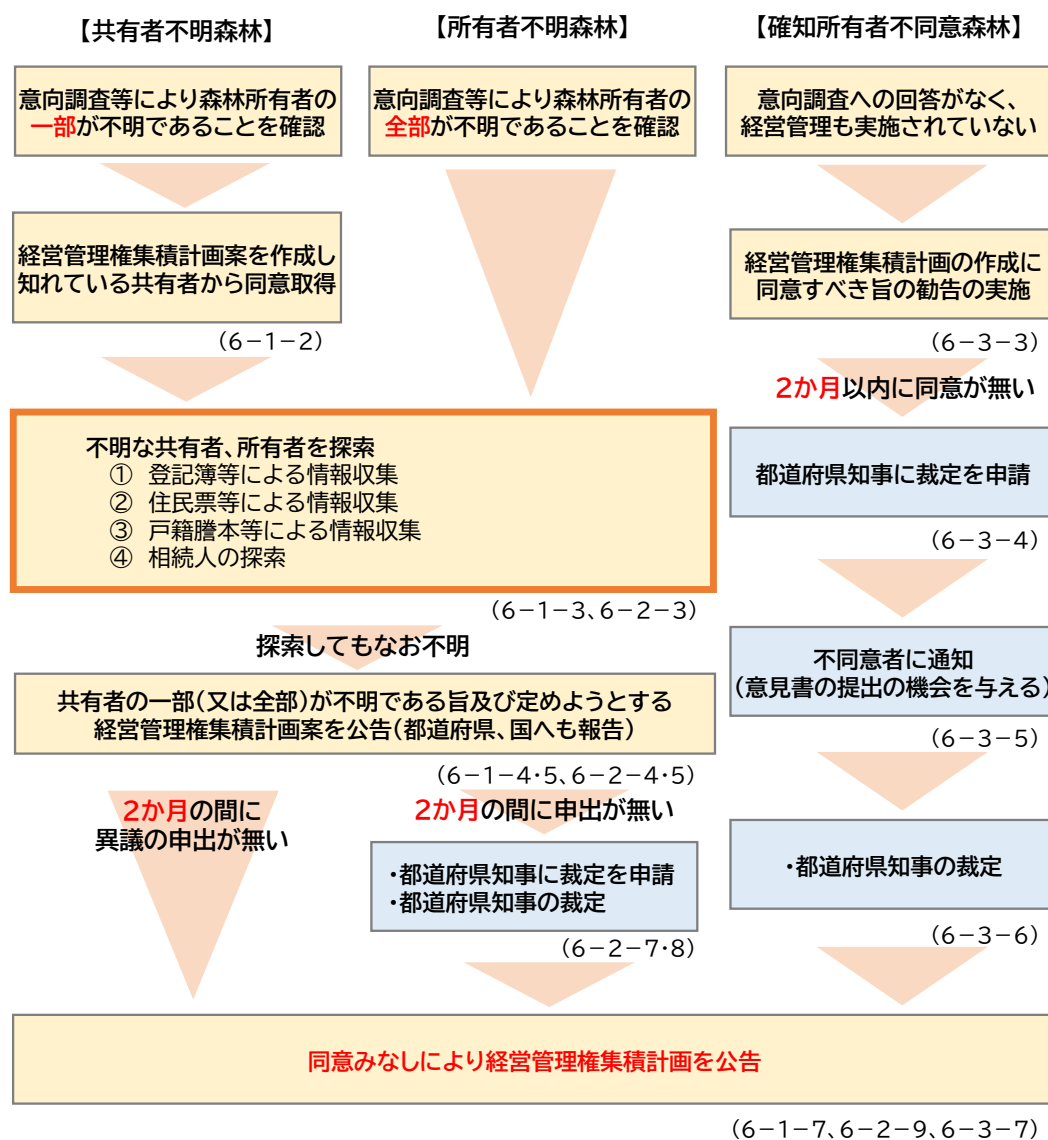 【共有者不明森林】
意向調査等により森林所有者の
一部が不明であることを確認
経営管理権集積計画案を作成し
知れている共有者から同意取得
(6-1-2)
【所有者不明森林】
意向調査等により森林所有者の
全部が不明であることを確認
不明な共有者、所有者を探索
① 登記簿等による情報収集
② 住民票等による情報収集
③ 戸籍謄本等による情報収集
④ 相続人の探索
(6-1-3、6-2-3)
探索してもなお不明
共有者の一部(又は全部)が不明である旨及び定めようとする
経営管理権集積計画案を公告(都道府県、国へも報告)
(6-1-4・5、6-2-4・5)
2か月の間に
異議の申出が無い
2か月の間に申出が無い
・都道府県知事に裁定を申請
・都道府県知事の裁定
(6-2-7・8)
【確知所有者不同意森林】
意向調査への回答がなく、
経営管理も実施されていない
経営管理権集積計画の作成に
同意すべき旨の勧告の実施
(6-3-3)
2か月以内に同意が無い
都道府県知事に裁定を申請
(6-3-4)
不同意者に通知
(意見書の提出の機会を与える)
(6-3-5)
・都道府県知事の裁定
(6-3-6)
同意みなしにより経営管理権集積計画を公告
(6-1-7、6-2-9、6-3-7)